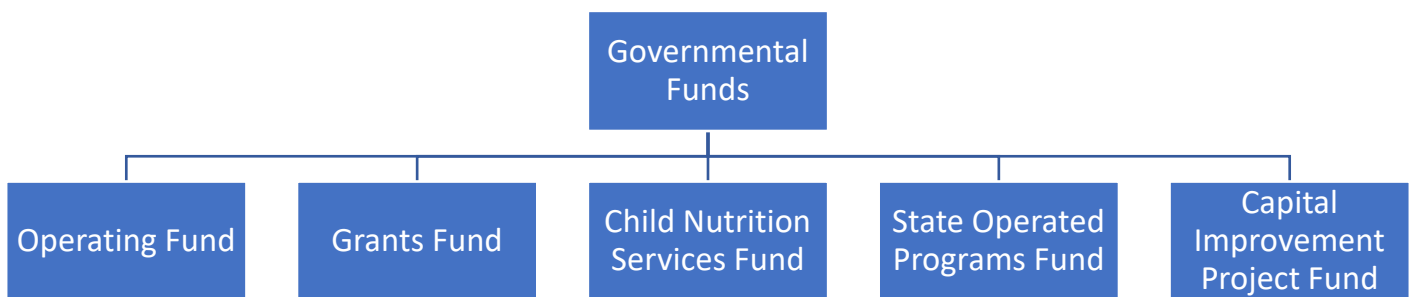 Governmental
Funds
Operating Fund
Grants Fund
Child Nutrition
Services Fund
State Operated
Programs Fund
Capital
Improvement
Project Fund